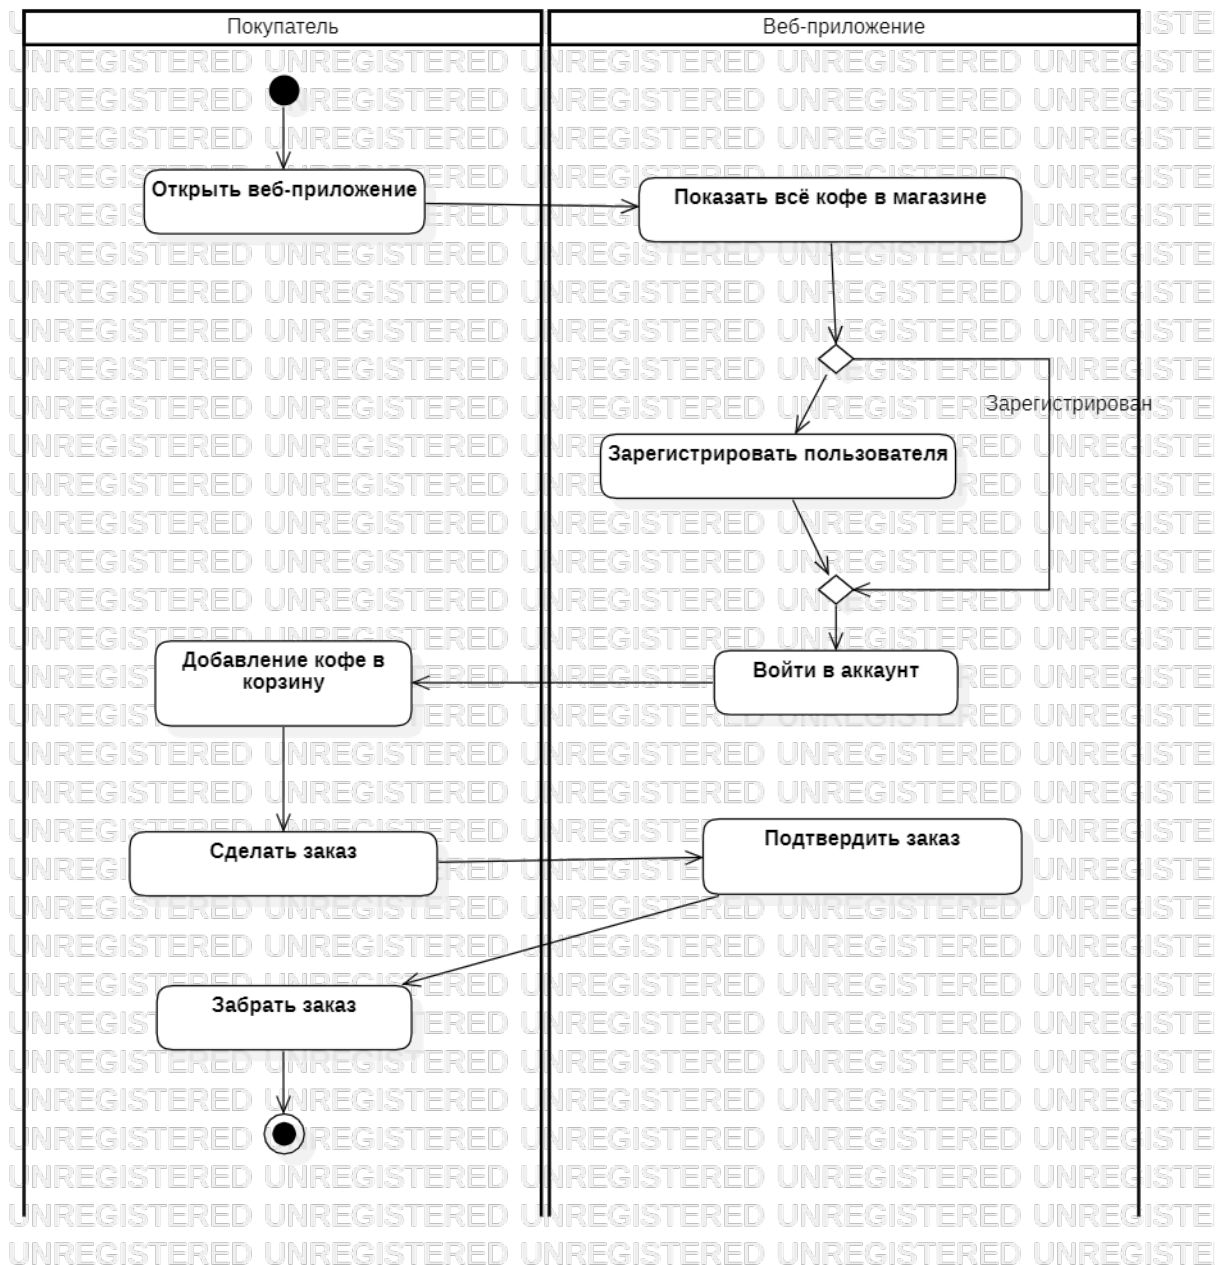 Покупатель
Веб-приложение
Открыть веб-приложение
Показать всё кофе в магазине
Зарегистрирован
Зарегистрировать пользователя
Войти в аккаунт
Добавление кофе в
корзину
Сделать заказ
Подтвердить заказ
Забрать заказ
UNREGISTERED